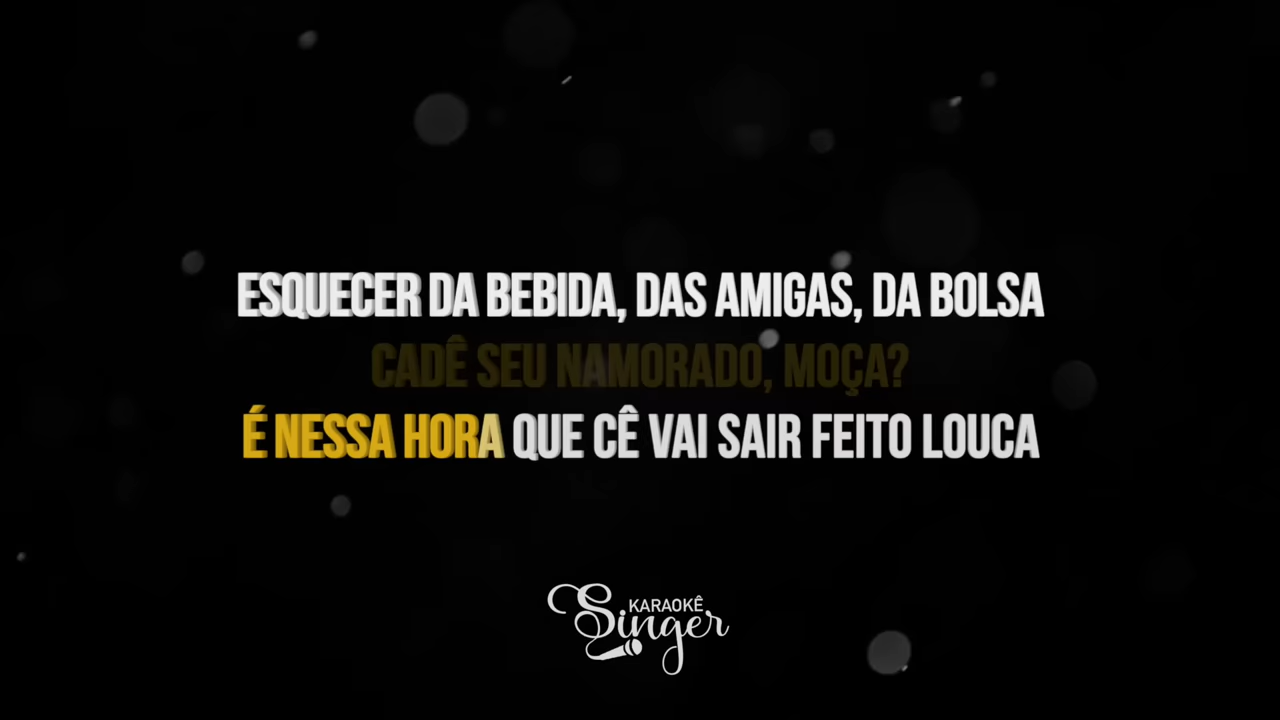 ESQUECER DA BEBIDA, DAS AMIGAS, DA BOLSA
CADÊ SEU NAMORADO, MOÇA?
É NESSA HORA QUE CÊ VAI SAIR FEITO LOUCA
KARAOKÊ
Singer